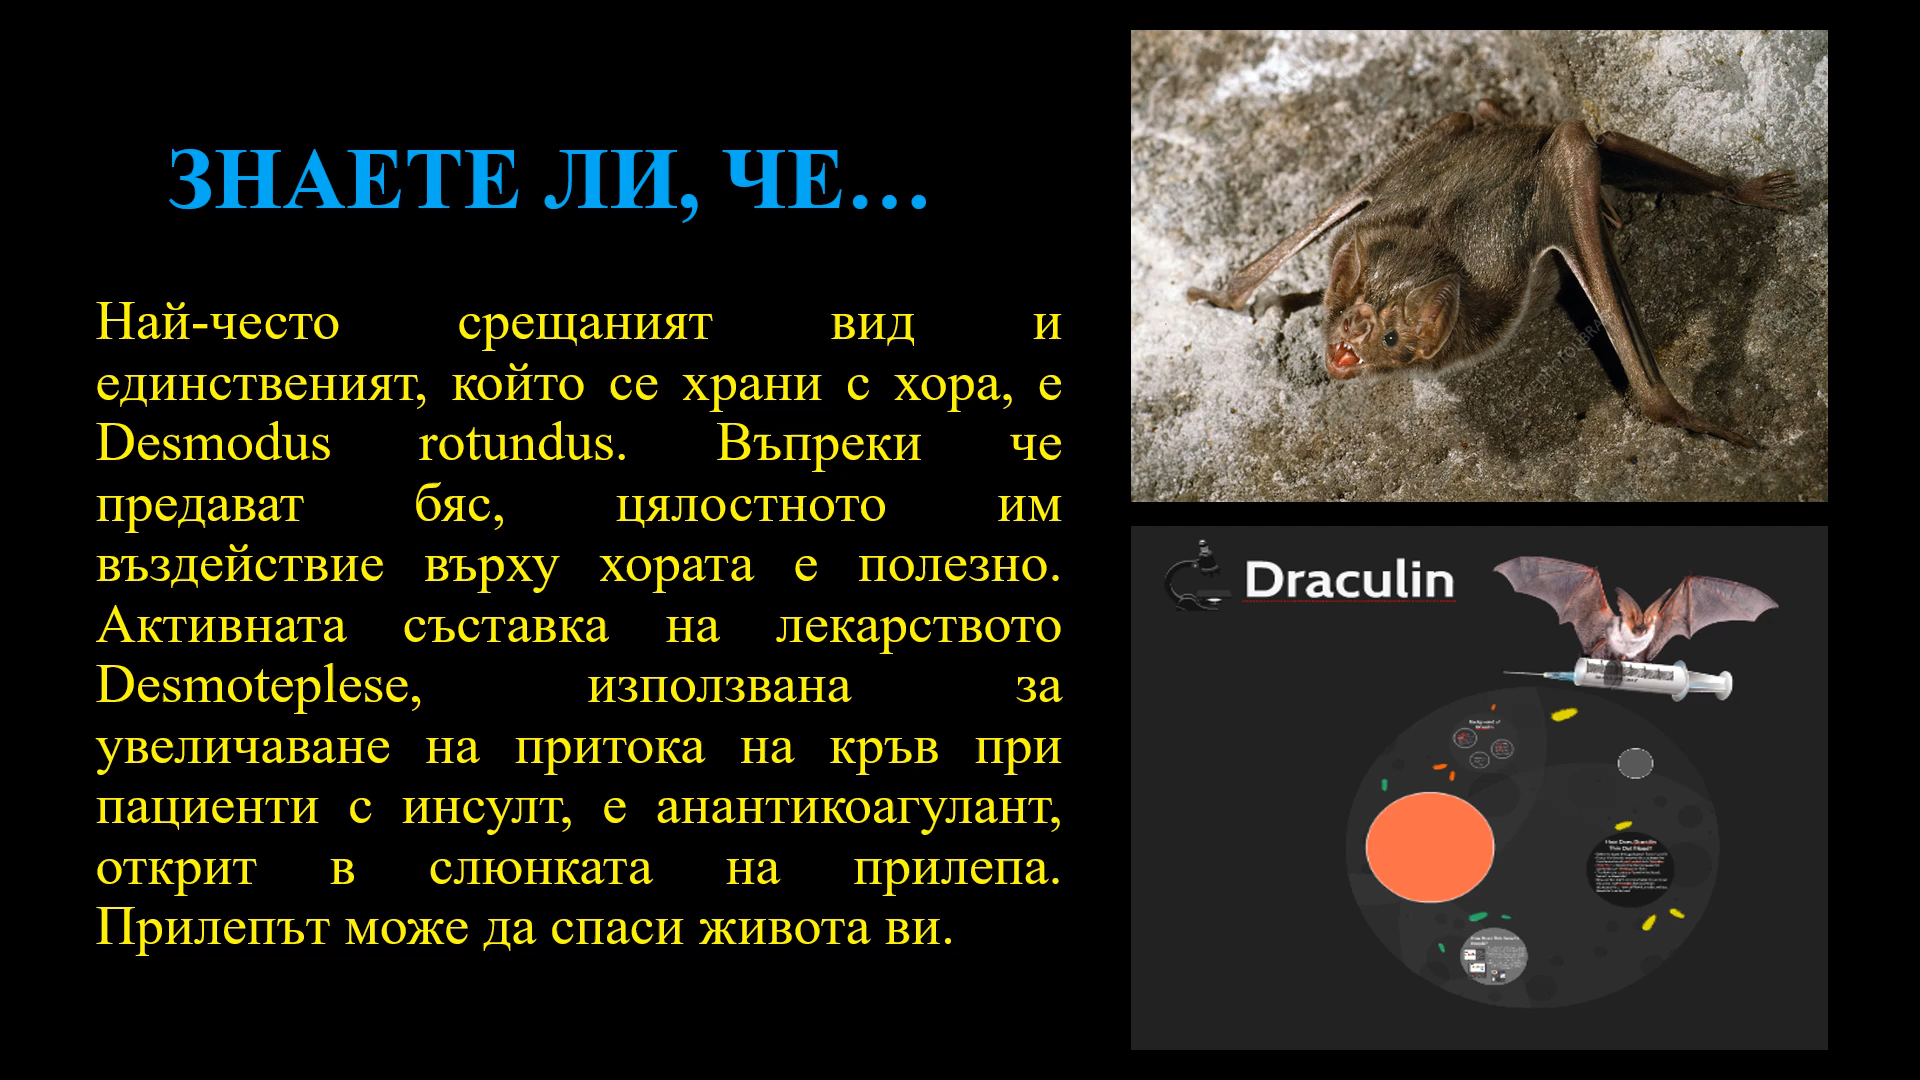 ЗНАЕТЕ ЛИ, ЧЕ...
Най-често срещаният вид и
единственият, който се храни с хора, е
Desmodus rotundus. Въпреки че
предават бяс, цялостното им
въздействие върху хората е полезно.
Активната съставка на лекарството
Desmoteplese, използвана за
увеличаване на притока на кръв при
пациенти с инсулт, е анантикоагулант,
открит в слюнката на прилепа.
Прилепът може да спаси живота ви.
Draculin